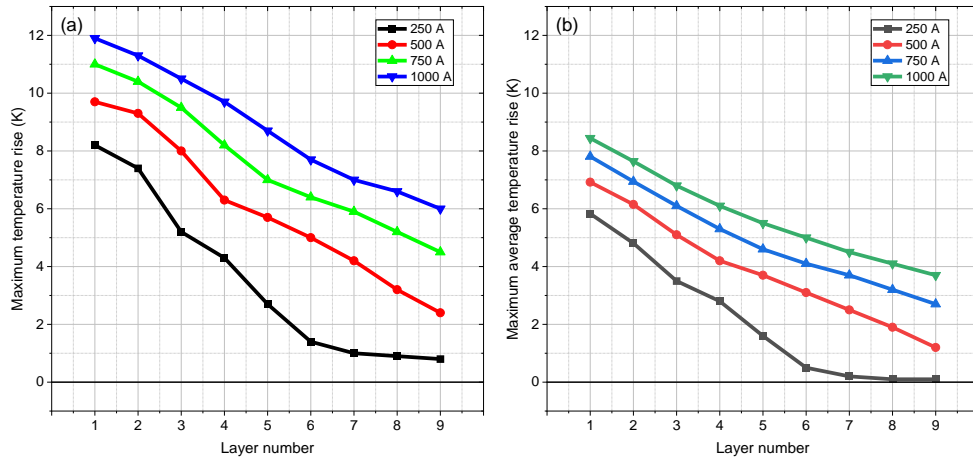 (a)
250 A
500 A
750 A
1000 A
Maximum temperature rise (K)
12
10
8
6
4
2
0
1 2 3 4 5 6 7 8 9
Layer number
(b)
250 A
500 A
750 A
1000 A
Maximum average temperature rise (K)
12
10
8
6
4
2
0
1 2 3 4 5 6 7 8 9
Layer number